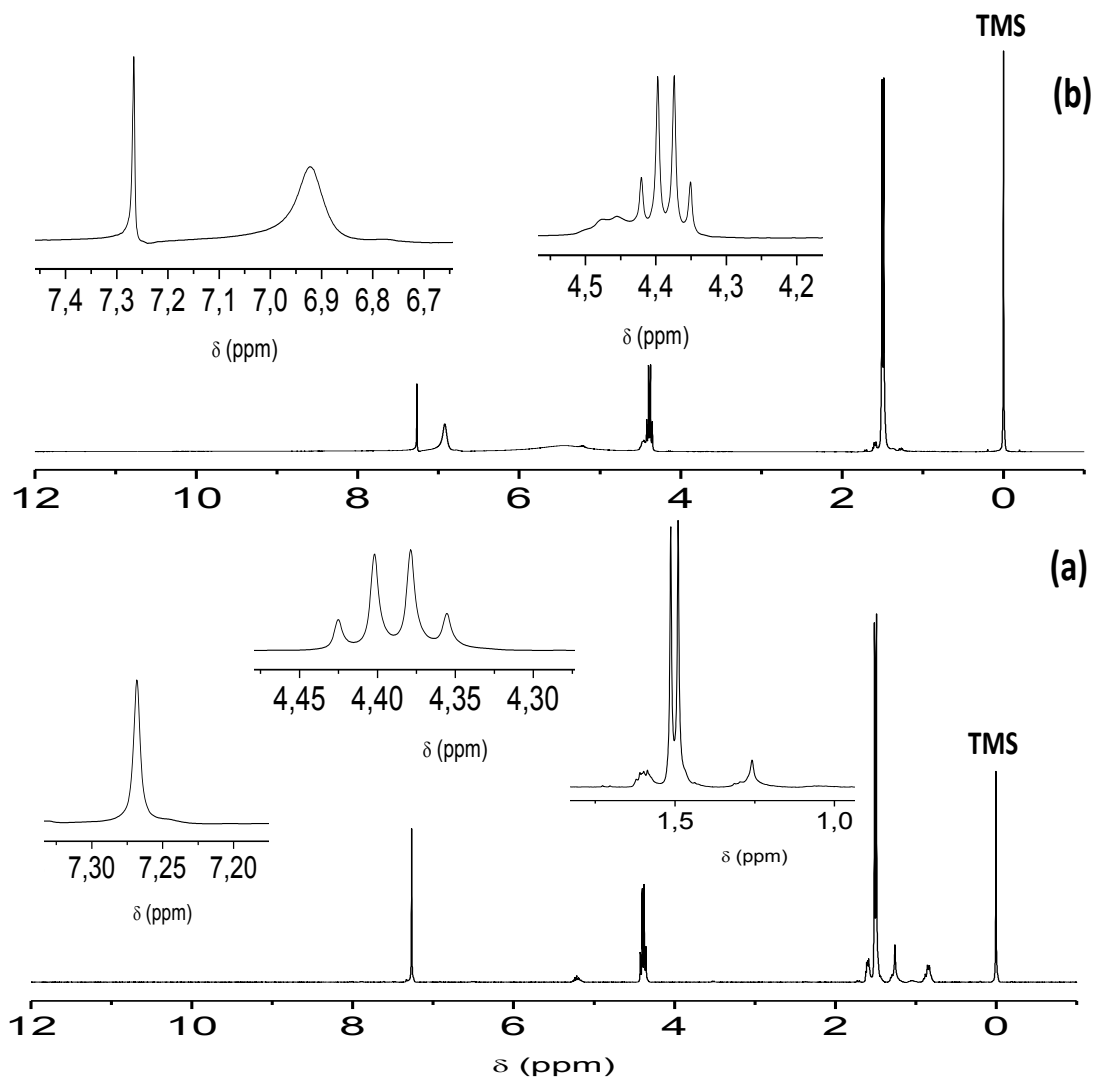 TMS
(b)
7,4 7,3 7,2 7,1 7,0 6,9 6,8 6,7
δ (ppm)
4,5 4,4 4,3 4,2
δ (ppm)
12 10 8 6 4 2 0
(a)
4,45 4,40 4,35 4,30
δ (ppm)
7,30 7,25 7,20
δ (ppm)
1,5 1,0
δ (ppm)
TMS
12 10 8 6 4 2 0
δ (ppm)